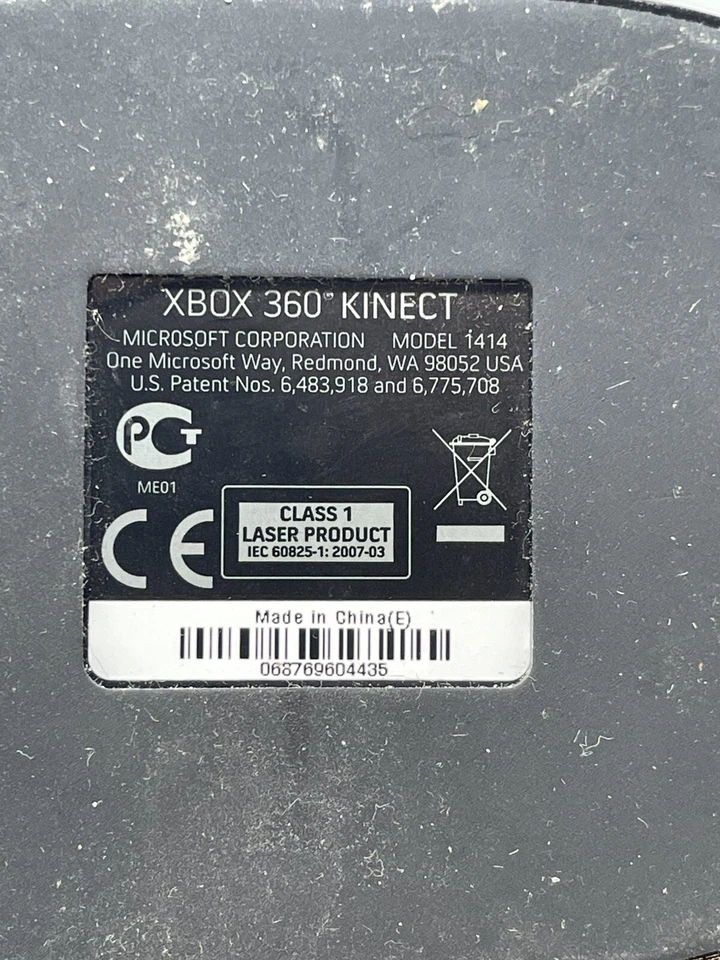 XBOX 360® KINECT
MICROSOFT CORPORATION MODEL 1414
One Microsoft Way, Redmond, WA 98052 USA
U.S. Patent Nos. 6,483,918 and 6,775,708
PCT
ME01
CE
CLASS 1
LASER PRODUCT
IEC 60825-1: 2007-03
Made in China(E)
068769604435